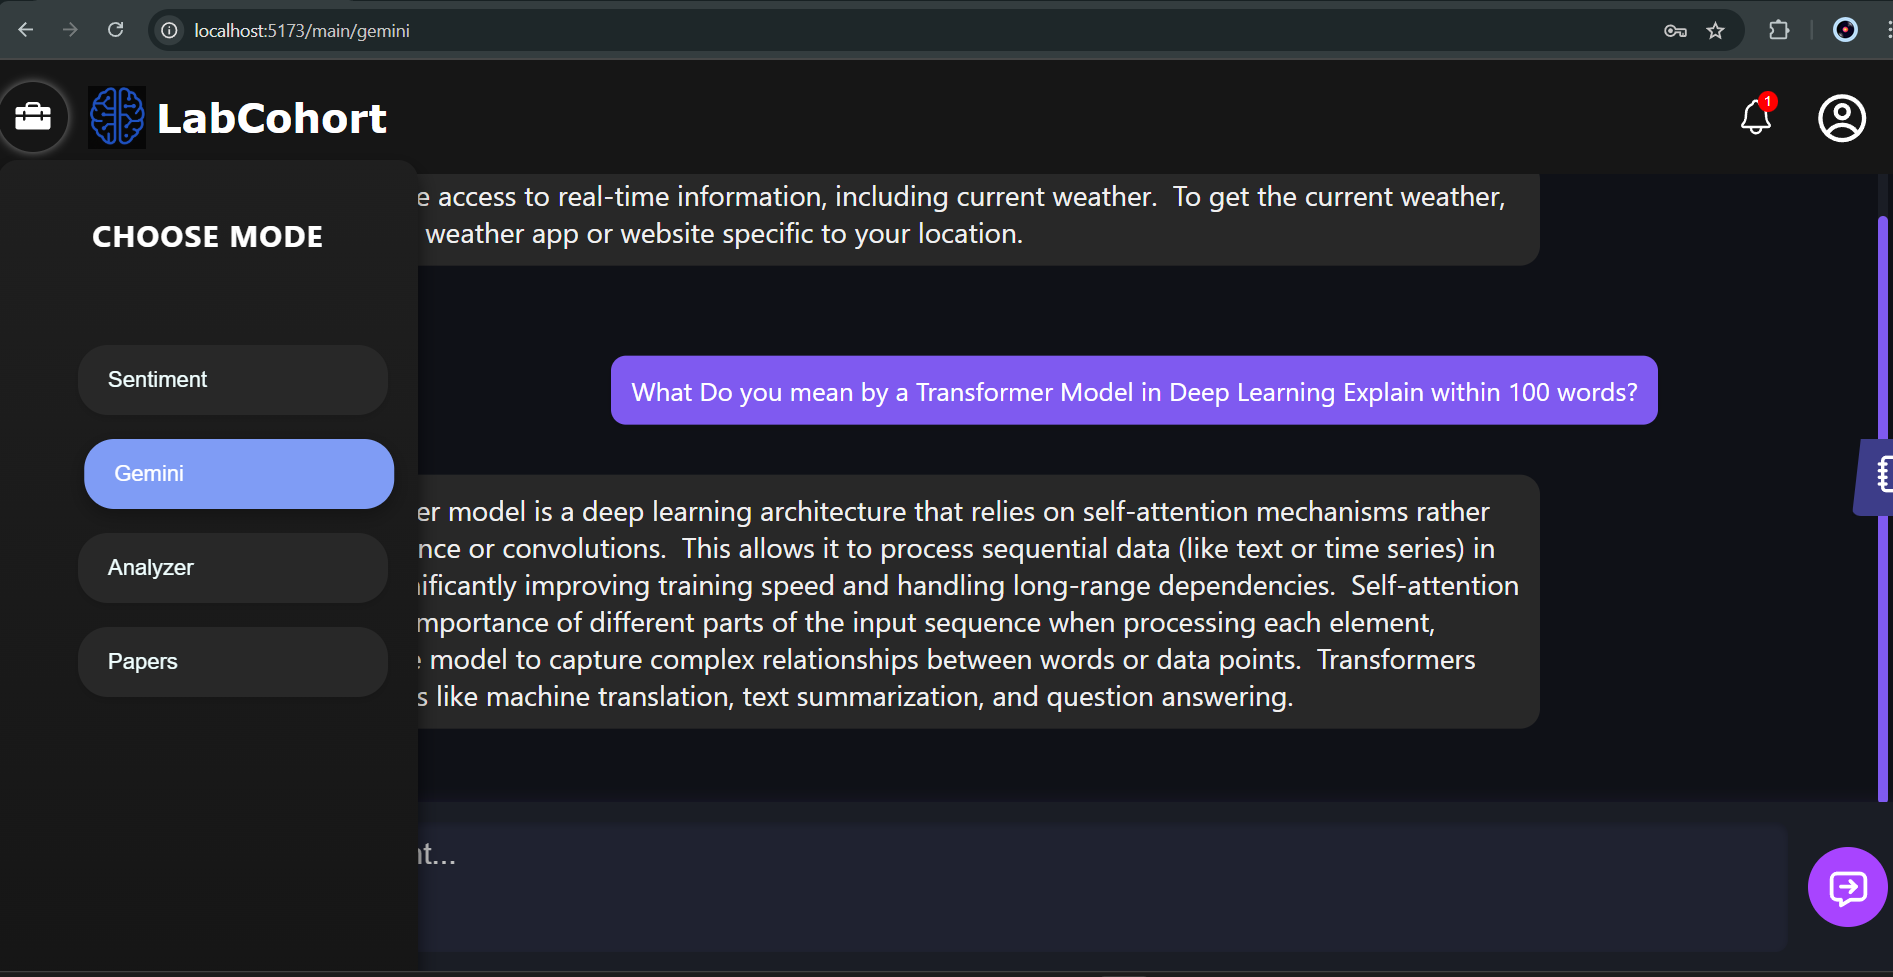 localhost:5173/main/gemini
LabCohort
1
CHOOSE MODE
Sentiment
Gemini
Analyzer
Papers
e access to real-time information, including current weather.  To get the current weather,
weather app or website specific to your location.
What Do you mean by a Transformer Model in Deep Learning Explain within 100 words?
er model is a deep learning architecture that relies on self-attention mechanisms rather
nce or convolutions.  This allows it to process sequential data (like text or time series) in
nificantly improving training speed and handling long-range dependencies.  Self-attention
mportance of different parts of the input sequence when processing each element,
e model to capture complex relationships between words or data points.  Transformers
s like machine translation, text summarization, and question answering.
nt...